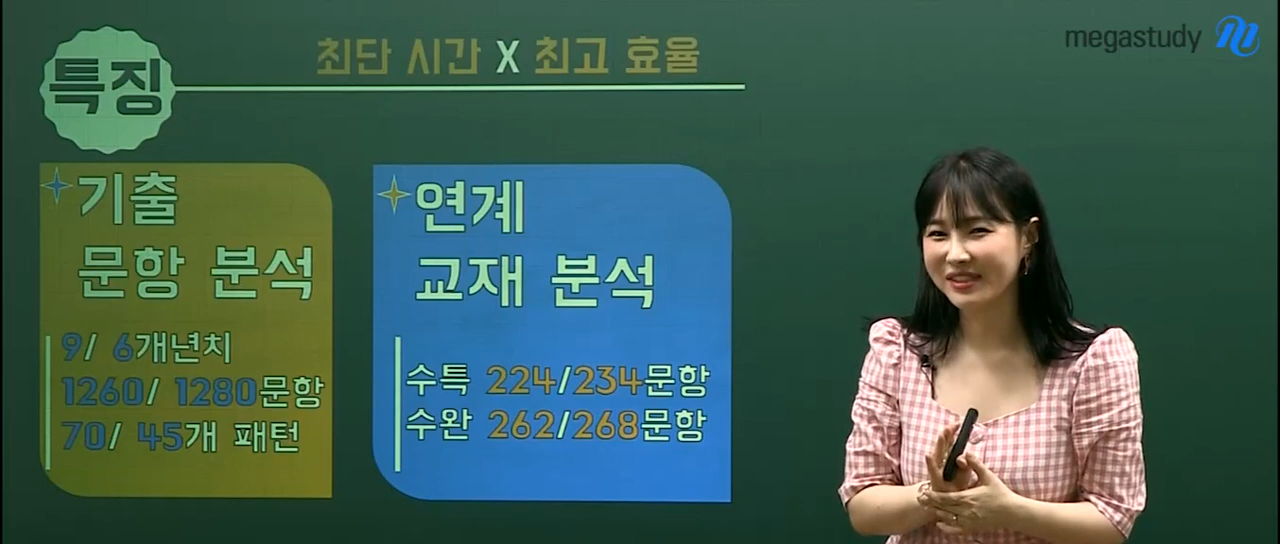 megastudy
특징
최단 시간 X 최고 효율
기출
문항 분석
9/ 6개년치
1260/ 1280문항
70/ 45개 패턴
연계
교재 분석
수특 224/234문항
수완 262/268문항